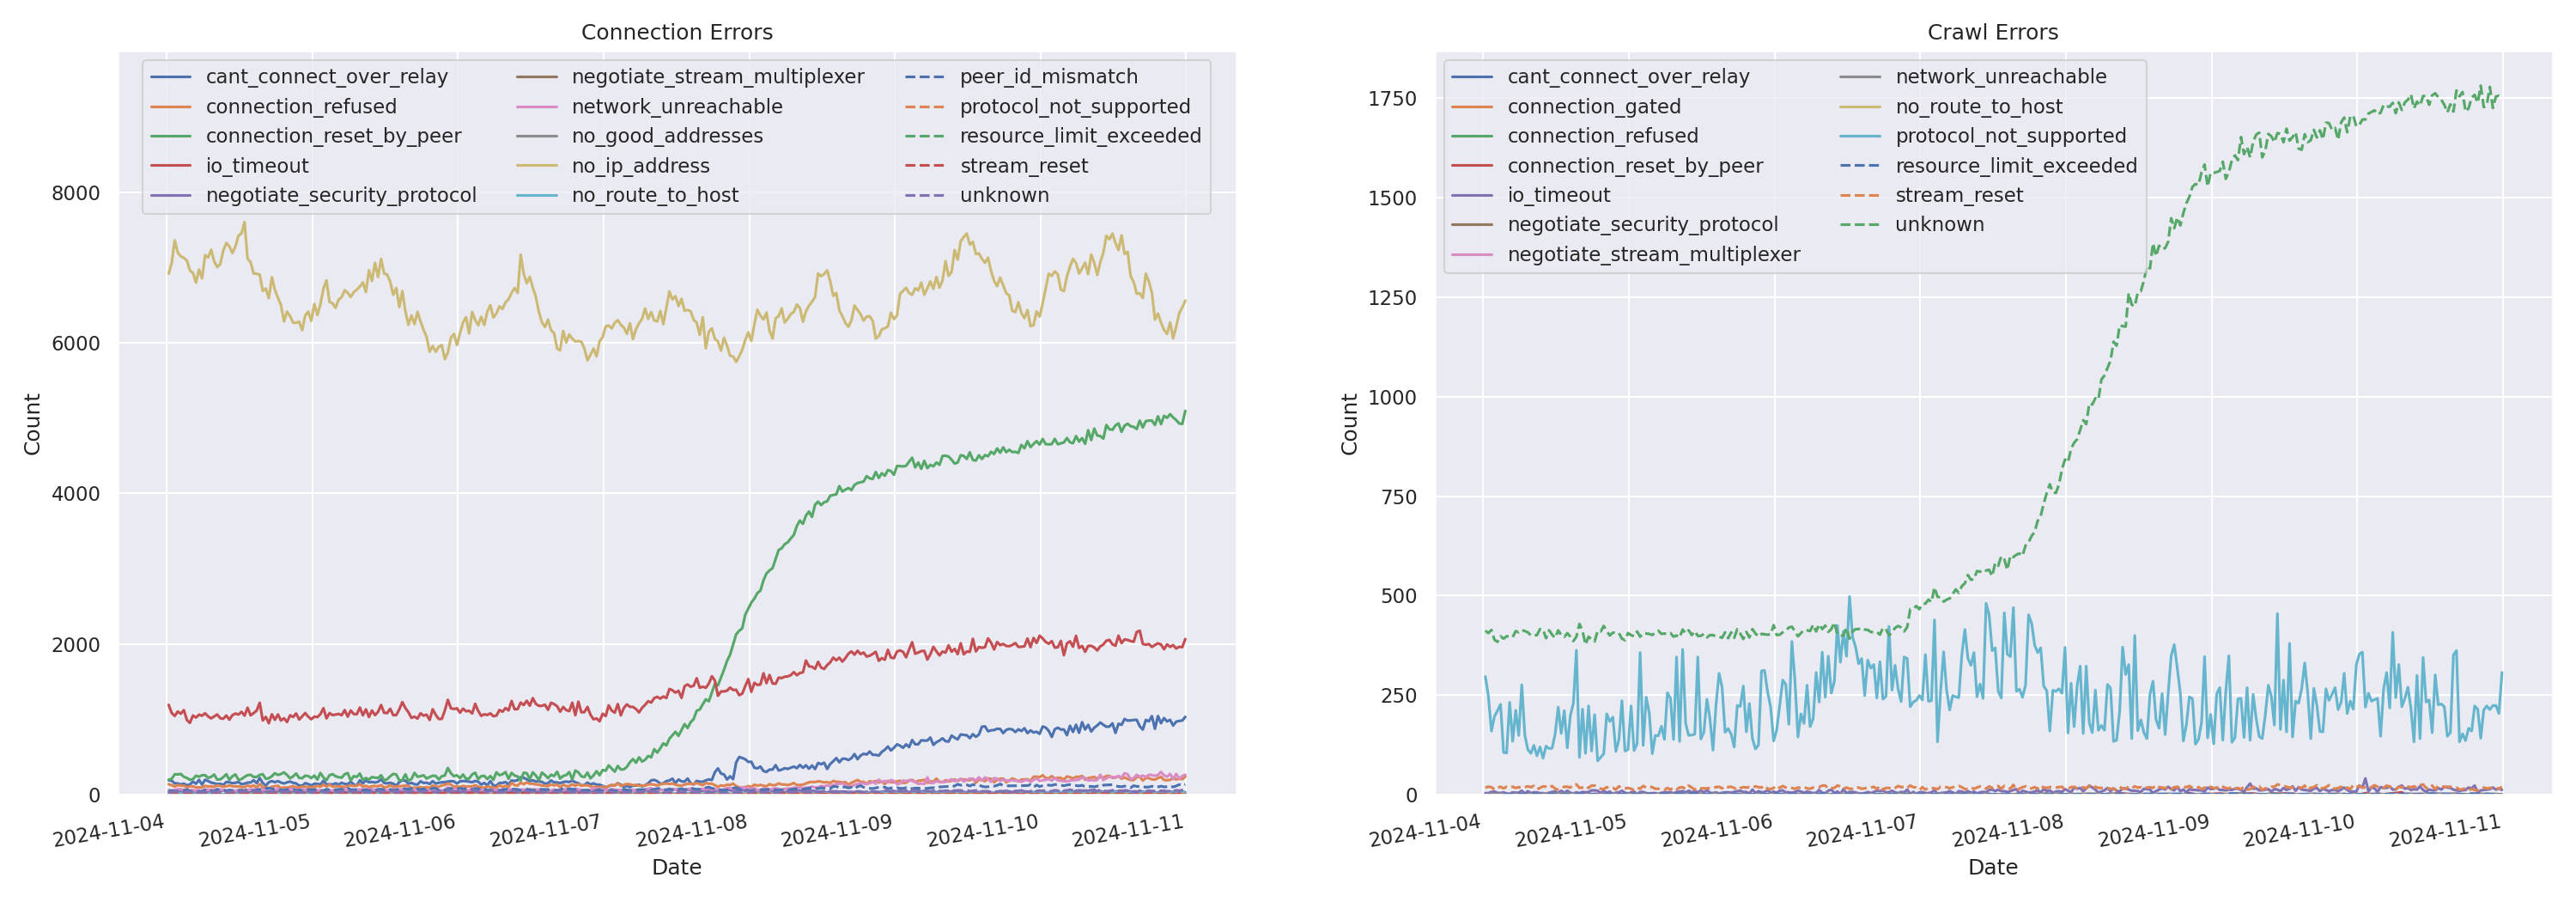 Connection Errors
cant_connect_over_relay
connection_refused
connection_reset_by_peer
io_timeout
negotiate_security_protocol
negotiate_stream_multiplexer
network_unreachable
no_good_addresses
no_ip_address
no_route_to_host
peer_id_mismatch
protocol_not_supported
resource_limit_exceeded
stream_reset
unknown
Count
8000
6000
4000
2000
0
2024-11-04
2024-11-05
2024-11-06
2024-11-07
2024-11-08
2024-11-09
2024-11-10
2024-11-11
Date
Crawl Errors
cant_connect_over_relay
connection_gated
connection_refused
connection_reset_by_peer
io_timeout
negotiate_security_protocol
negotiate_stream_multiplexer
network_unreachable
no_route_to_host
protocol_not_supported
resource_limit_exceeded
stream_reset
unknown
Count
1750
1500
1250
1000
750
500
250
0
2024-11-04
2024-11-05
2024-11-06
2024-11-07
2024-11-08
2024-11-09
2024-11-10
2024-11-11
Date